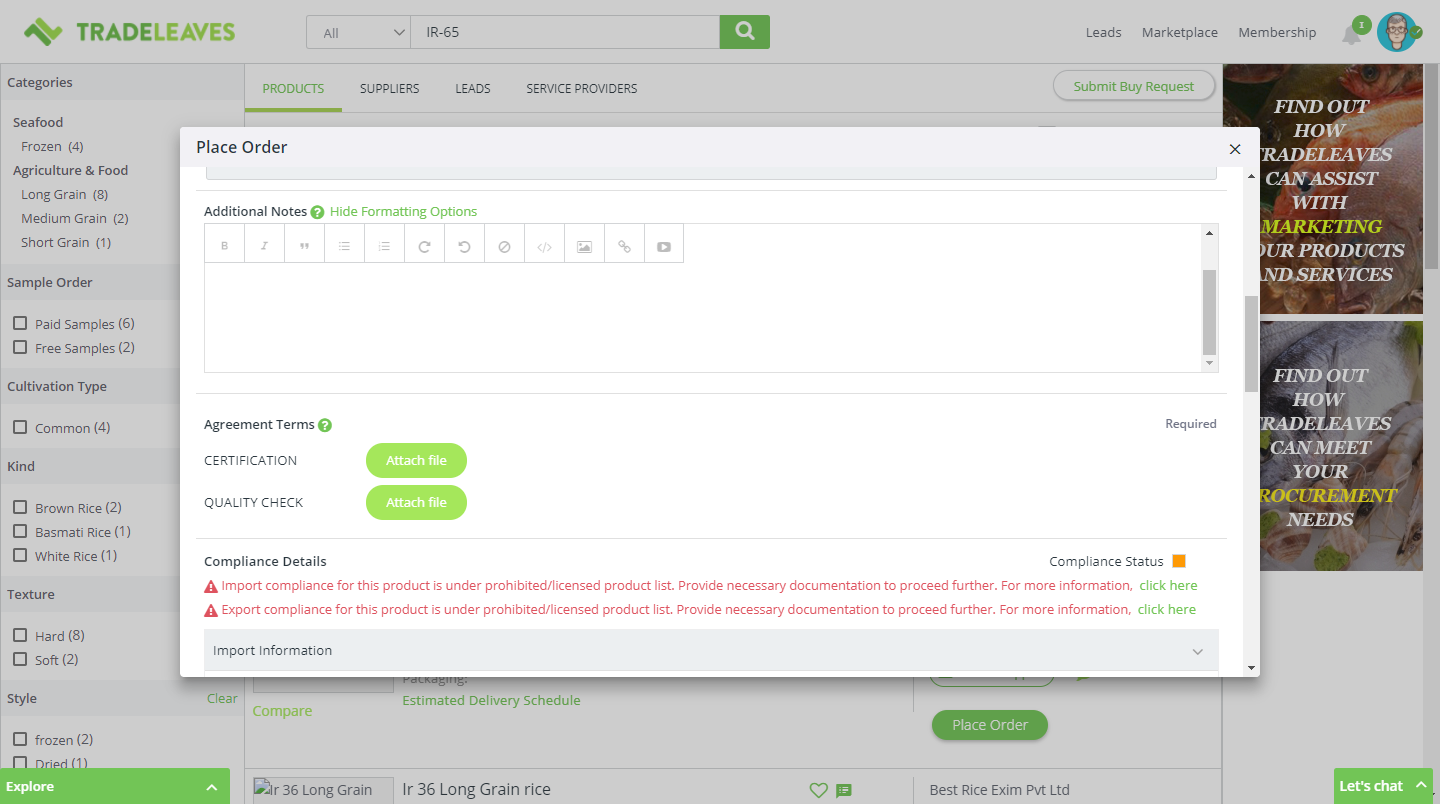 TRADELEAVES
All
IR-65
Leads
Marketplace
Membership
I
Categories
Seafood
Frozen (4)
Agriculture & Food
Long Grain (8)
Medium Grain (2)
Short Grain (1)
Sample Order
Paid Samples (6)
Free Samples (2)
Cultivation Type
Common (4)
Kind
Brown Rice (2)
Basmati Rice (1)
White Rice (1)
Texture
Hard (8)
Soft (2)
Style
Clear
frozen (2)
Dried (1)
Explore
PRODUCTS
SUPPLIERS
LEADS
SERVICE PROVIDERS
Submit Buy Request
Place Order
Additional Notes
Hide Formatting Options
Agreement Terms
Required
CERTIFICATION
Attach file
QUALITY CHECK
Attach file
Compliance Details
Compliance Status
Import compliance for this product is under prohibited/licensed product list. Provide necessary documentation to proceed further. For more information, click here
Export compliance for this product is under prohibited/licensed product list. Provide necessary documentation to proceed further. For more information, click here
Import Information
Packaging:
Estimated Delivery Schedule
Compare
Place Order
Ir 36 Long Grain
Ir 36 Long Grain rice
Best Rice Exim Pvt Ltd
FIND OUT
HOW
TRADELEAVES
CAN ASSIST
WITH
MARKETING
OUR PRODUCTS
AND SERVICES
FIND OUT
HOW
TRADELEAVES
CAN MEET
YOUR
ROCUREMENT
NEEDS
Let's chat